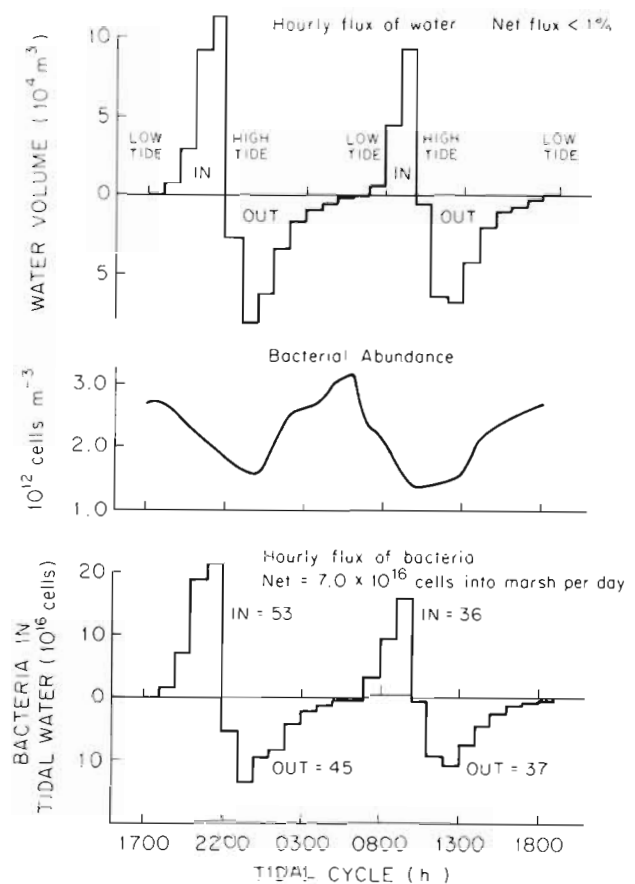 Hourly flux of water Net flux < 1%
WATER VOLUME (10⁴ m³)
10
5
0
5
LOW TIDE
HIGH TIDE
LOW TIDE
HIGH TIDE
LOW TIDE
IN
OUT
IN
OUT
Bacterial Abundance
10¹² cells m⁻³
3.0
2.0
1.0
Hourly flux of bacteria
Net = 7.0 × 10¹⁶ cells into marsh per day
BACTERIA IN
TIDAL WATER (10¹⁶ cells)
20
10
0
10
IN = 53
IN = 36
OUT = 45
OUT = 37
1700 2200 0300 0800 1300 1800
TIDAL CYCLE (h)